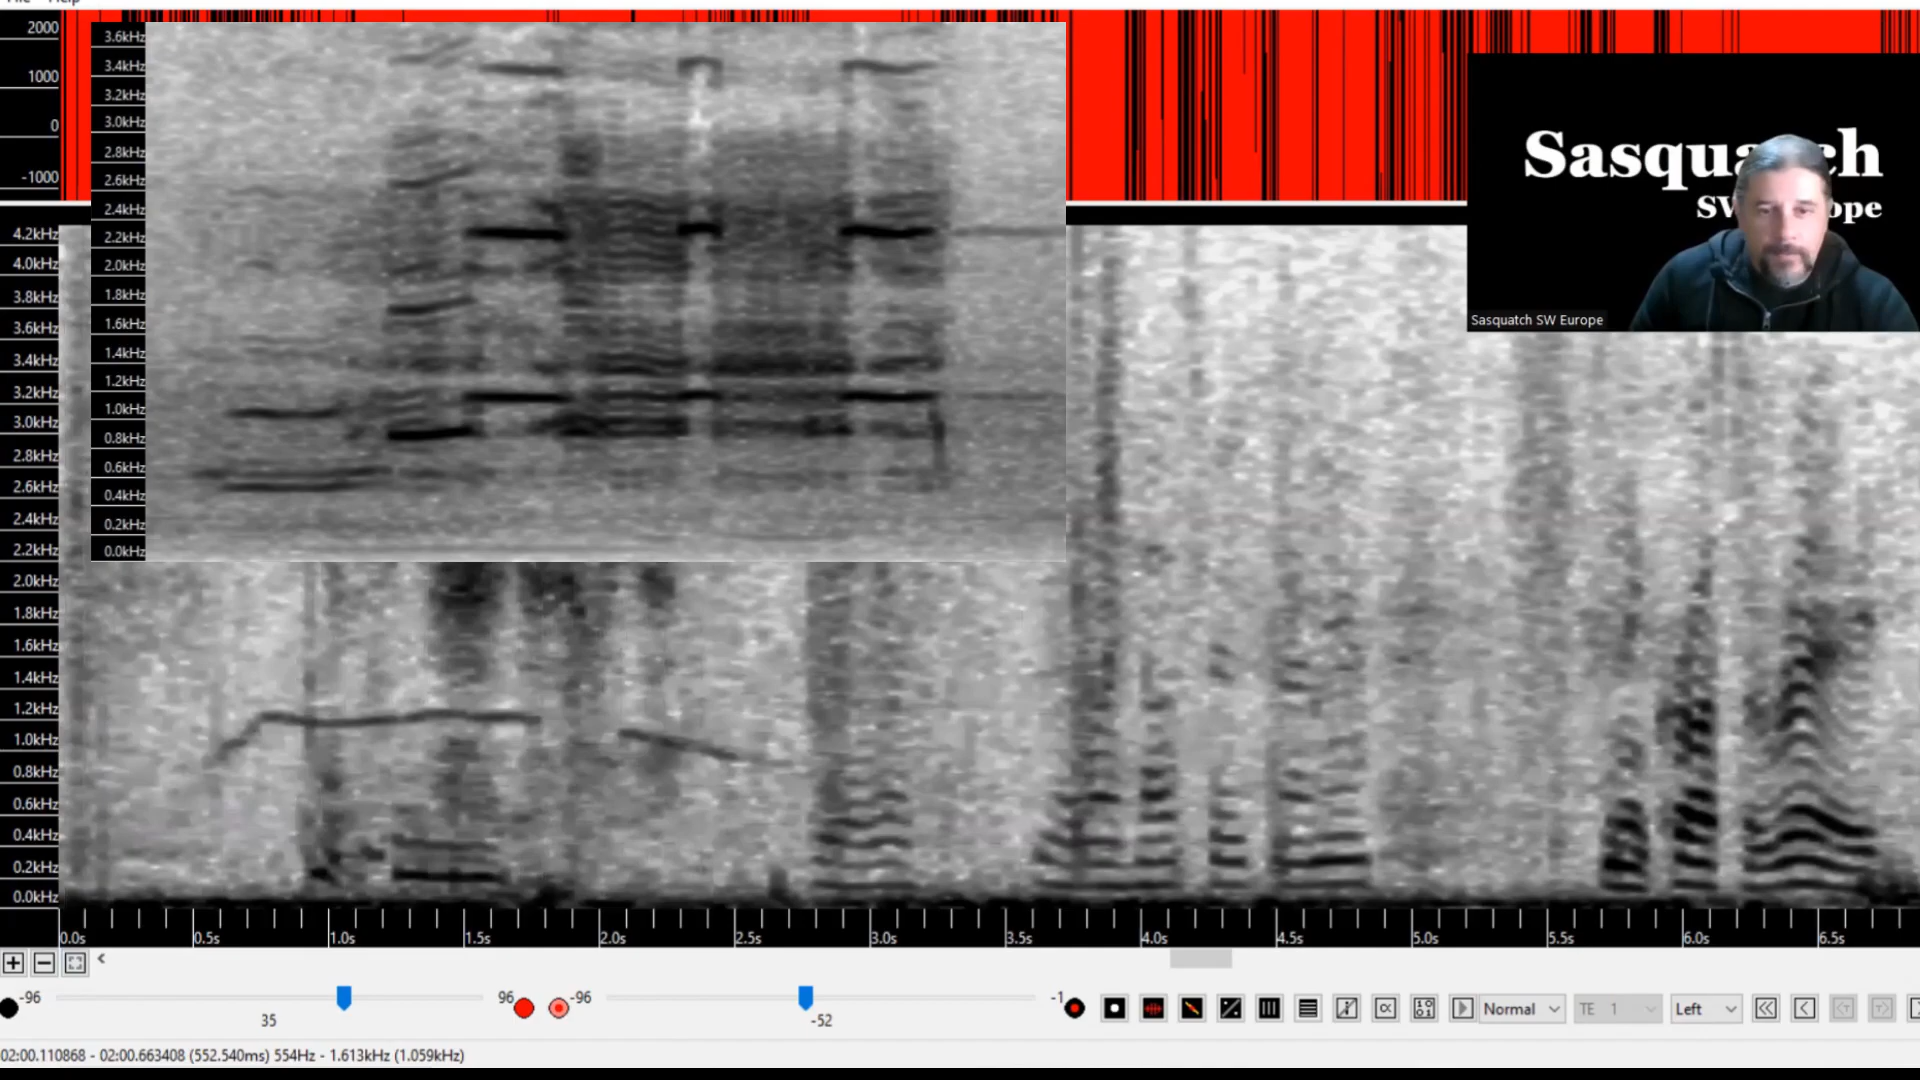 File Help
2000
1000
0
-1000
3.6kHz
3.4kHz
3.2kHz
3.0kHz
2.8kHz
2.6kHz
2.4kHz
2.2kHz
2.0kHz
1.8kHz
1.6kHz
1.4kHz
1.2kHz
1.0kHz
0.8kHz
0.6kHz
0.4kHz
0.2kHz
0.0kHz
Sasqua ch
SW ope
Sasquatch SW Europe
4.2kHz
4.0kHz
3.8kHz
3.6kHz
3.4kHz
3.2kHz
3.0kHz
2.8kHz
2.6kHz
2.4kHz
2.2kHz
2.0kHz
1.8kHz
1.6kHz
1.4kHz
1.2kHz
1.0kHz
0.8kHz
0.6kHz
0.4kHz
0.2kHz
0.0kHz
0.0s 0.5s 1.0s 1.5s 2.0s 2.5s 3.0s 3.5s 4.0s 4.5s 5.0s 5.5s 6.0s 6.5s
-96 96 -96 -1
35 -52
Normal TE 1 Left
02:00.110868 - 02:00.663408 (552.540ms) 554Hz - 1.613kHz (1.059kHz)